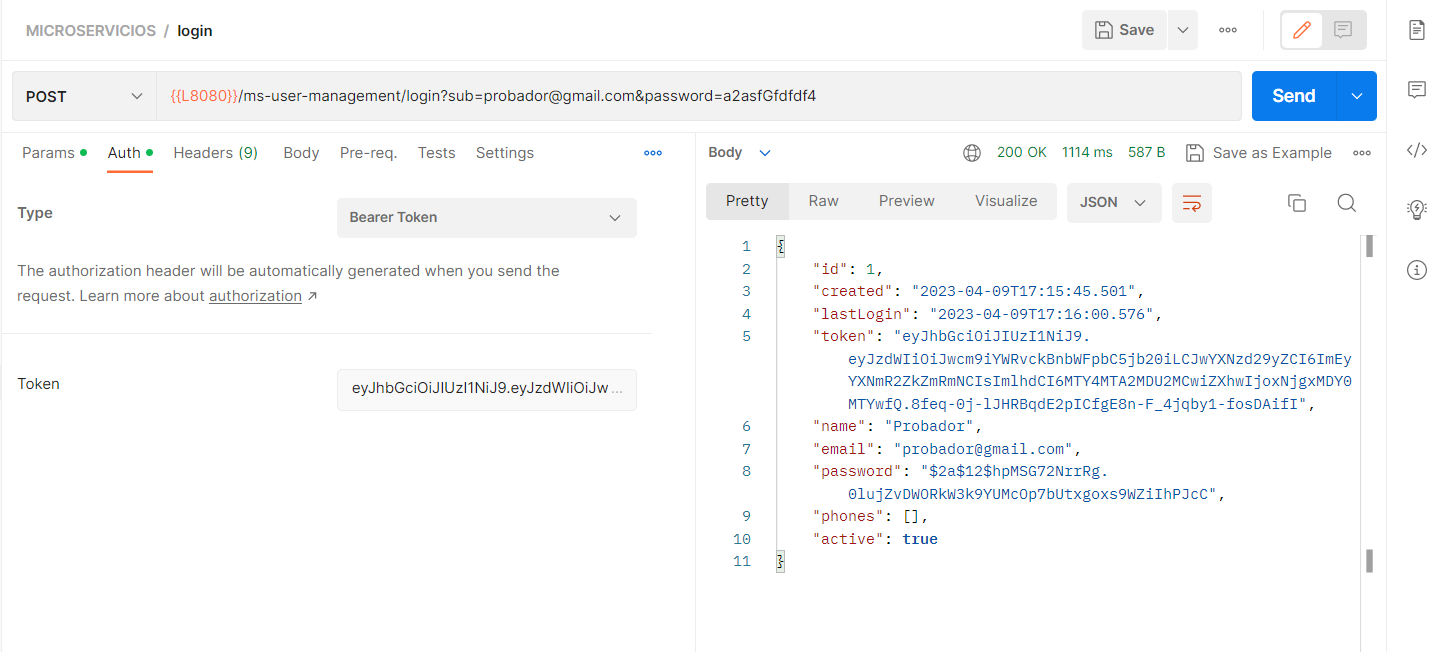 MICROSERVICIOS / login
Save
POST
{{L8080}}/ms-user-management/login?sub=probador@gmail.com&password=a2asfGfdfdf4
Send
Params Auth Headers (9) Body Pre-req. Tests Settings
Type
Bearer Token
The authorization header will be automatically generated when you send the
request. Learn more about authorization ↗
Token
eyJhbGciOiJIUzI1NiJ9.eyJzdWIiOiJw ...
Body
200 OK 1114 ms 587 B Save as Example
Pretty Raw Preview Visualize JSON
1 {
2 "id": 1,
3 "created": "2023-04-09T17:15:45.501",
4 "lastLogin": "2023-04-09T17:16:00.576",
5 "token": "eyJhbGciOiJIUzI1NiJ9.
eyJzdWIiOiJwcm9iYWRvckBnbWFpbC5jb20iLCJwYXNzd29yZCI6ImEy
YXNmR2ZkZmRmNCIsImlhdCI6MTY4MTA2MDU2MCwiZXhwIjoxNjgxMDY0
MTYwfQ.8feq-0j-lJHRBqdE2pICfgE8n-F_4jqby1-fosDAifI",
6 "name": "Probador",
7 "email": "probador@gmail.com",
8 "password": "$2a$12$hpMSG72NrrRg.
0lujZvDWORkW3k9YUMcOp7bUtxgoxs9WZiIhPJcC",
9 "phones": [],
10 "active": true
11 }